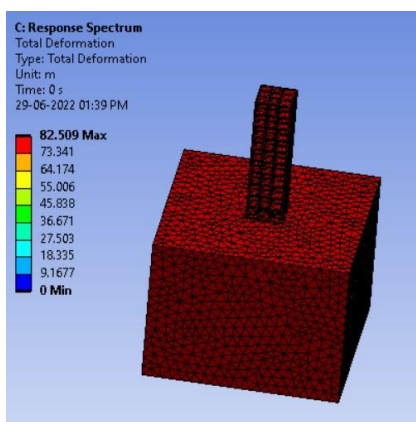 C: Response Spectrum
Total Deformation
Type: Total Deformation
Unit: m
Time: 0 s
29-06-2022 01:39 PM
82.509 Max
73.341
64.174
55.006
45.838
36.671
27.503
18.335
9.1677
0 Min